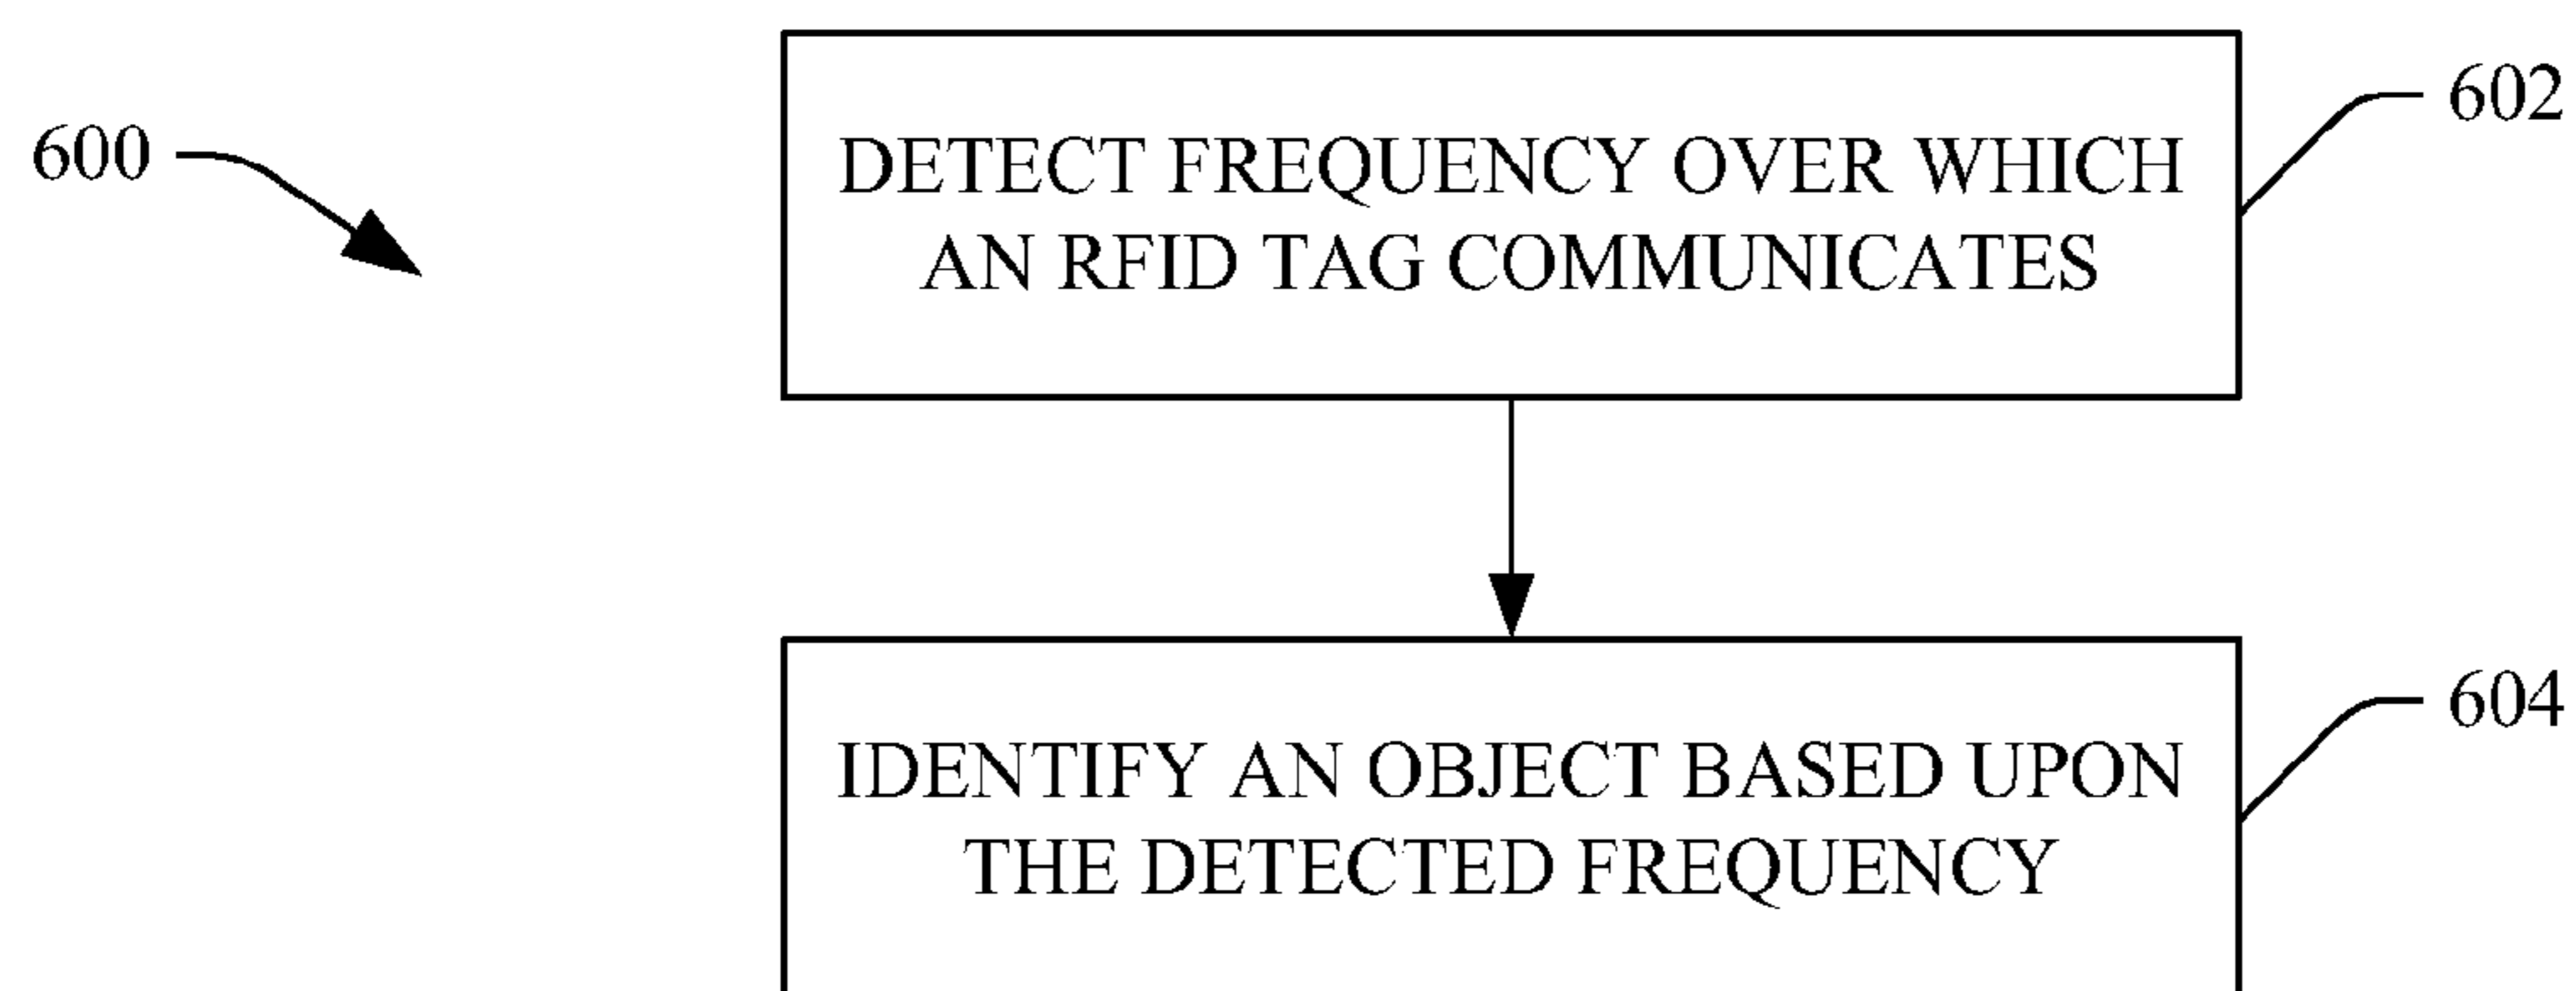 600
602
DETECT FREQUENCY OVER WHICH
AN RFID TAG COMMUNICATES
604
IDENTIFY AN OBJECT BASED UPON
THE DETECTED FREQUENCY